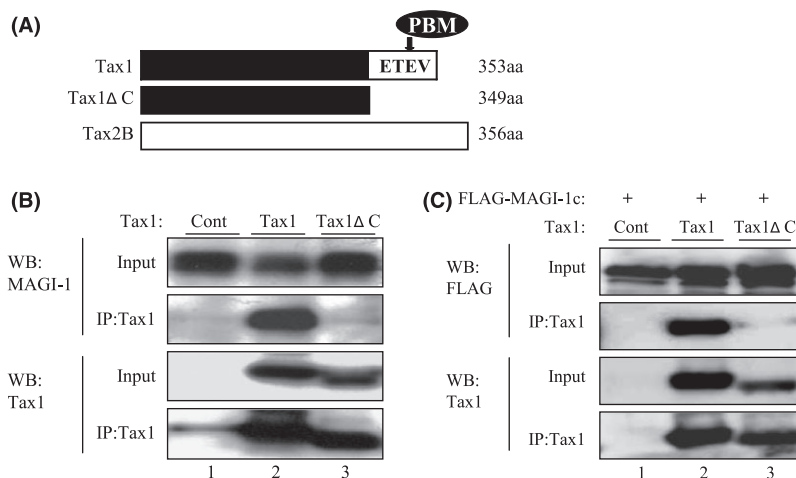 (A)
PBM
Tax1 ETEV 353aa
Tax1Δ C 349aa
Tax2B 356aa
(B)
Tax1: Cont Tax1 Tax1Δ C
WB:
MAGI-1
Input
IP:Tax1
WB:
Tax1
Input
IP:Tax1
1 2 3
(C)
FLAG-MAGI-1c: + + +
Tax1: Cont Tax1 Tax1Δ C
WB:
FLAG
Input
IP:Tax1
WB:
Tax1
Input
IP:Tax1
1 2 3